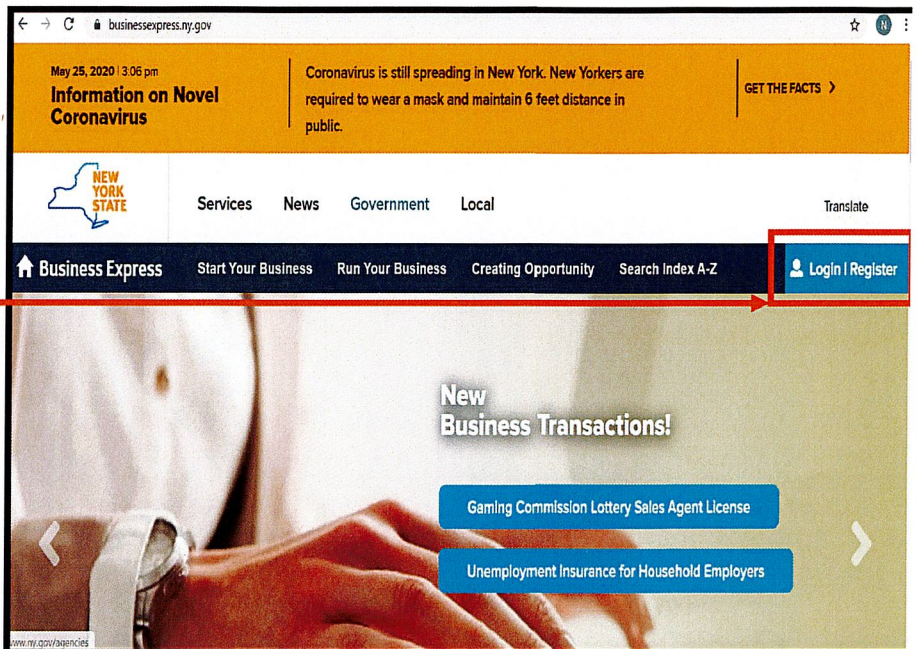 businessexpress.ny.gov
N
May 25, 2020 | 3:06 pm
Information on Novel
Coronavirus
Coronavirus is still spreading in New York. New Yorkers are
required to wear a mask and maintain 6 feet distance in
public.
GET THE FACTS
NEW
YORK
STATE
Services News Government Local
Translate
Business Express Start Your Business Run Your Business Creating Opportunity Search Index A-Z Login | Register
New
Business Transactions!
Gaming Commission Lottery Sales Agent License
Unemployment Insurance for Household Employers
www.ny.gov/agencies